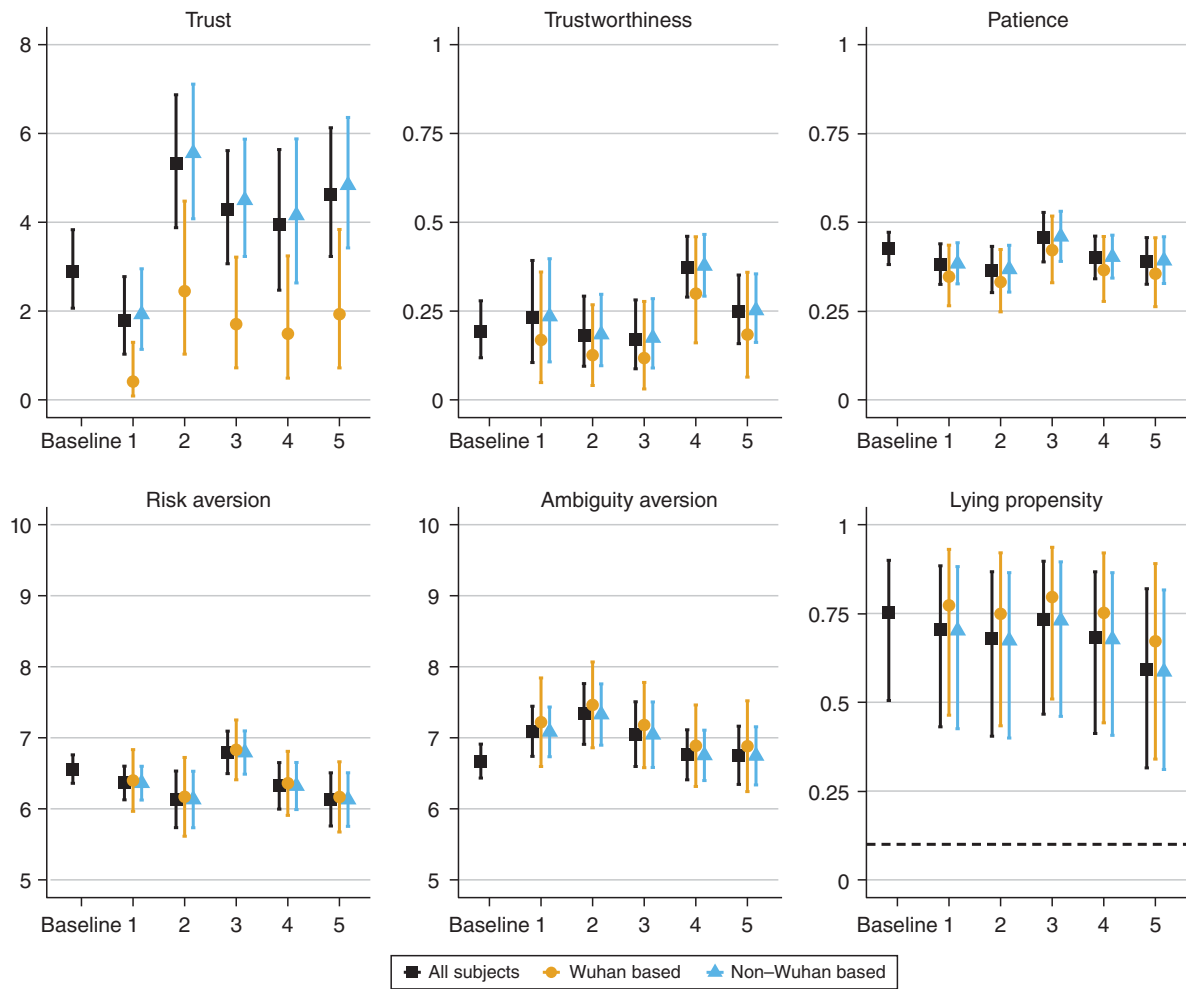 Trust
8
6
4
2
0
Baseline 1 2 3 4 5
Trustworthiness
1
0.75
0.5
0.25
0
Baseline 1 2 3 4 5
Patience
1
0.75
0.5
0.25
0
Baseline 1 2 3 4 5
Risk aversion
10
9
8
7
6
5
Baseline 1 2 3 4 5
Ambiguity aversion
10
9
8
7
6
5
Baseline 1 2 3 4 5
Lying propensity
1
0.75
0.5
0.25
0
Baseline 1 2 3 4 5
All subjects Wuhan based Non–Wuhan based